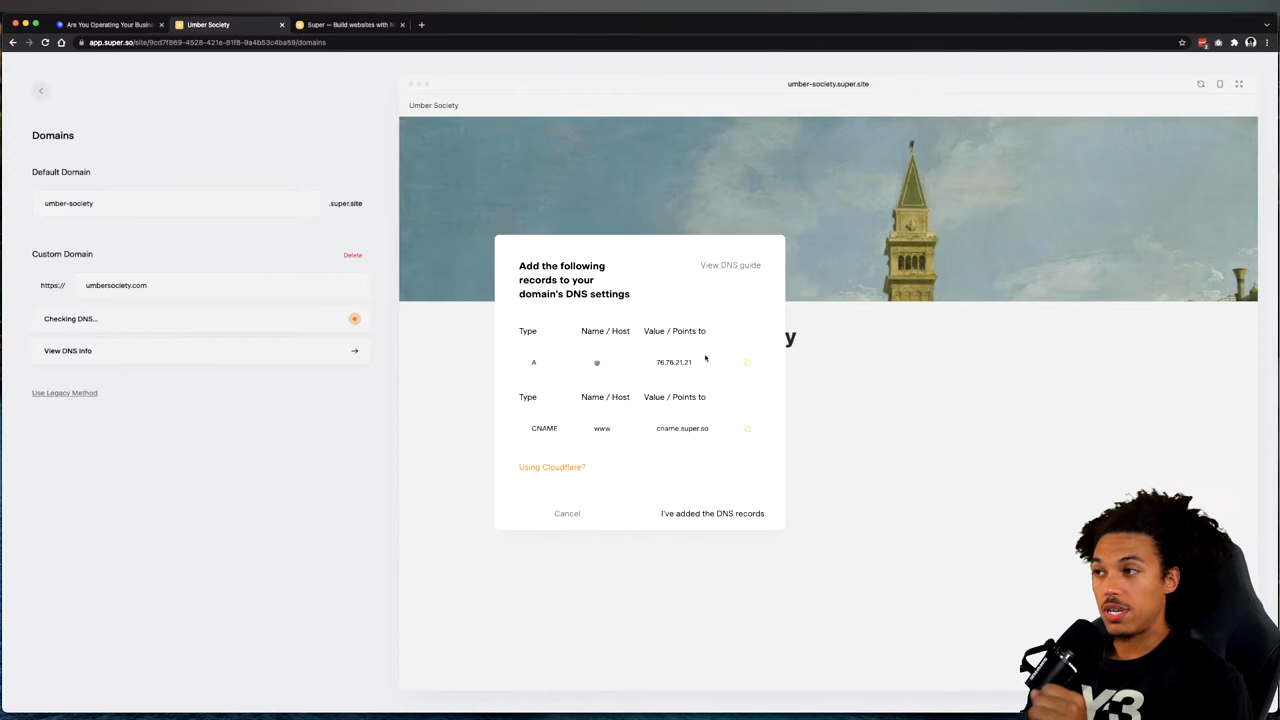 Are You Operating Your Busin
Umber Society
Super — Build websites with N
app.super.so/site/9cd7f869-4528-421e-81f8-9a4b53c4ba59/domains
Domains
Default Domain
umber-society
.super.site
Custom Domain
Delete
https://
umbersociety.com
Checking DNS...
View DNS Info
Use Legacy Method
umber-society.super.site
Umber Society
y
Add the following
records to your
domain's DNS settings
View DNS guide
Type Name / Host Value / Points to
A @ 76.76.21.21
Type Name / Host Value / Points to
CNAME www cname.super.so
Using Cloudflare?
Cancel
I've added the DNS records
Y-3